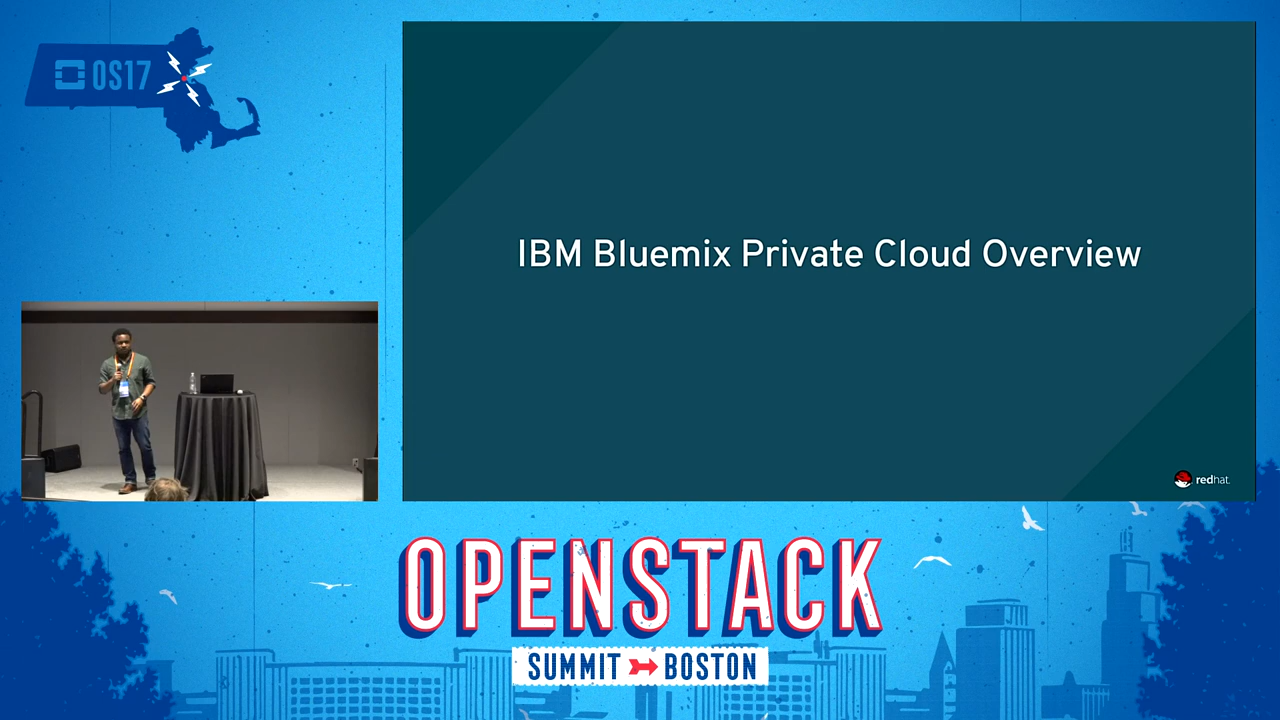 OS17
IBM Bluemix Private Cloud Overview
redhat.
OPENSTACK
SUMMIT BOSTON